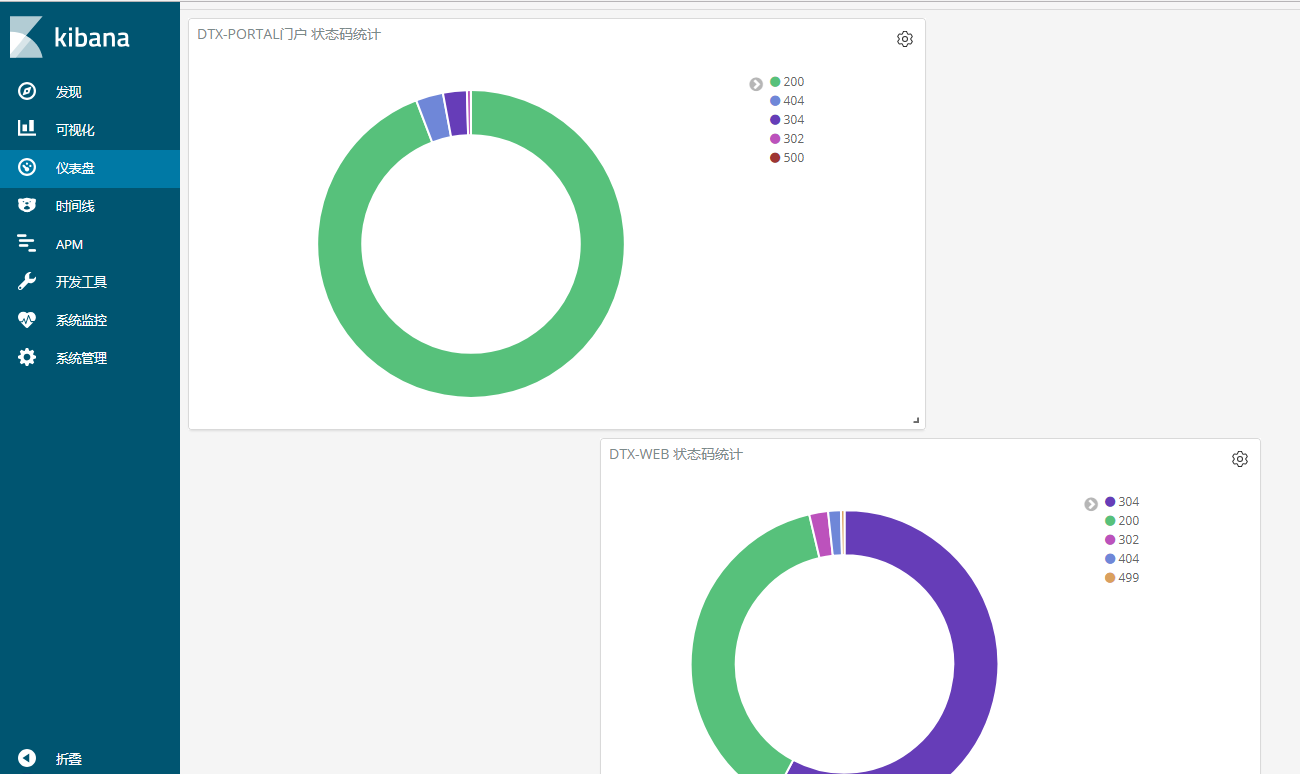 kibana
发现
可视化
仪表盘
时间线
APM
开发工具
系统监控
系统管理
折叠
DTX-PORTAL门户 状态码统计
200
404
304
302
500
DTX-WEB 状态码统计
304
200
302
404
499